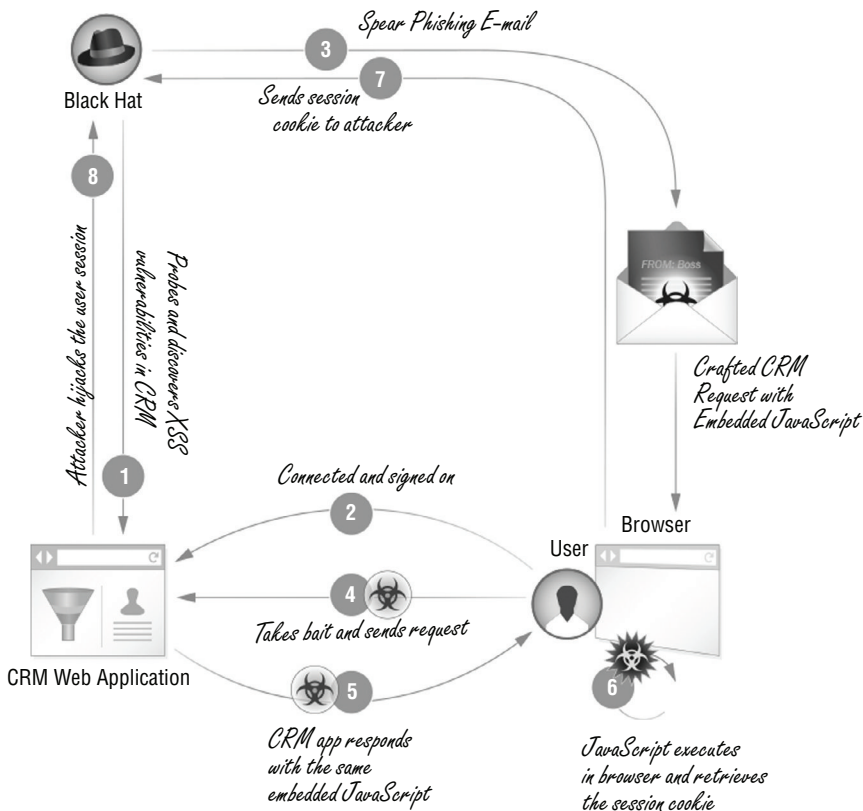 Spear Phishing E-mail
3
7
Black Hat
Sends session
cookie to attacker
8
Attacker hijacks the user session
Probes and discovers XSS
vulnerabilities in CRM
1
FROM: Boss
Crafted CRM
Request with
Embedded JavaScript
Connected and signed on
2
Browser
User
4
Takes bait and sends request
CRM Web Application
5
6
CRM app responds
with the same
embedded JavaScript
JavaScript executes
in browser and retrieves
the session cookie